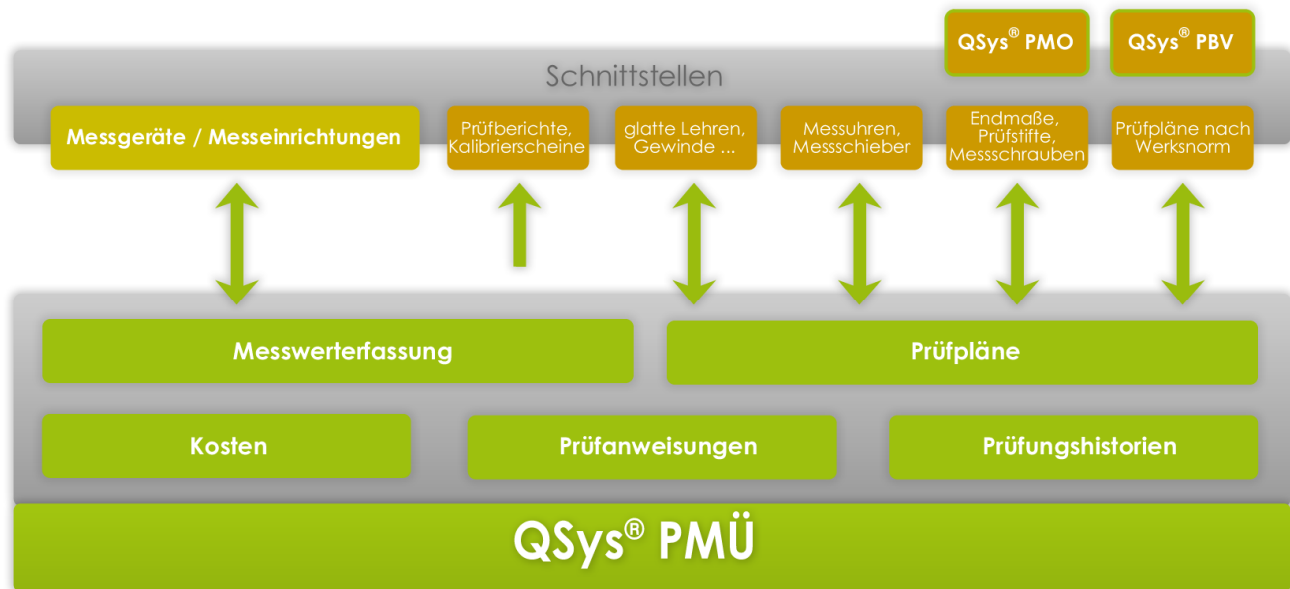 QSys® PMO
QSys® PBV
Schnittstellen
Messgeräte / Messeinrichtungen
Prüfberichte,
Kalibrierscheine
glatte Lehren,
Gewinde ...
Messuhren,
Messschieber
Endmaße,
Prüfstifte,
Messschrauben
Prüfpläne nach
Werksnorm
Messwerterfassung
Prüfpläne
Kosten
Prüfanweisungen
Prüfungshistorien
QSys® PMÜ